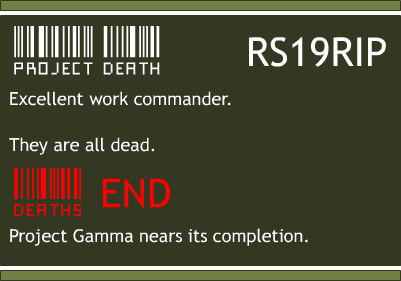 PROJECT DEATH
RS19RIP
Excellent work commander.
They are all dead.
DEATHS
END
Project Gamma nears its completion.